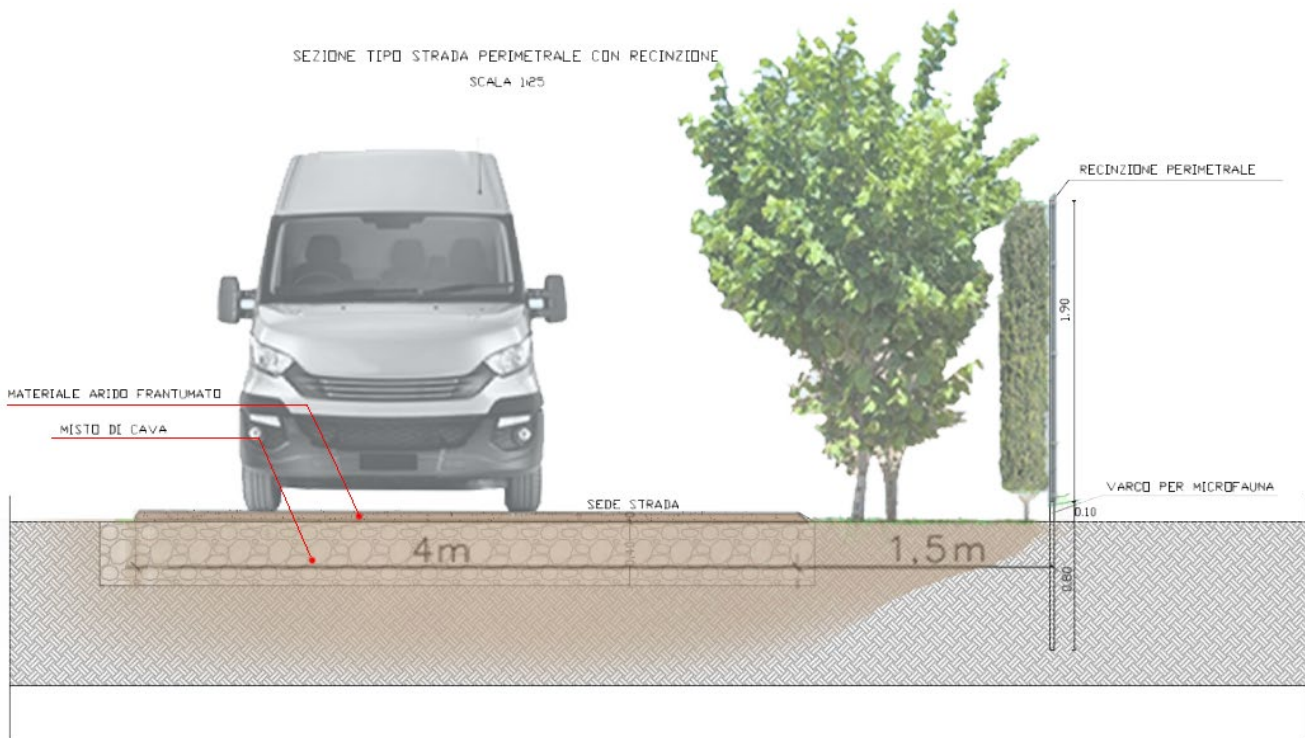 SEZIONE TIPO STRADA PERIMETRALE CON RECINZIONE
SCALA 1:25
RECINZIONE PERIMETRALE
1.90
MATERIALE ARIDO FRANTUMATO
MISTO DI CAVA
SEDE STRADA
VARCO PER MICROFAUNA
0.10
4m
1,5m
0.80